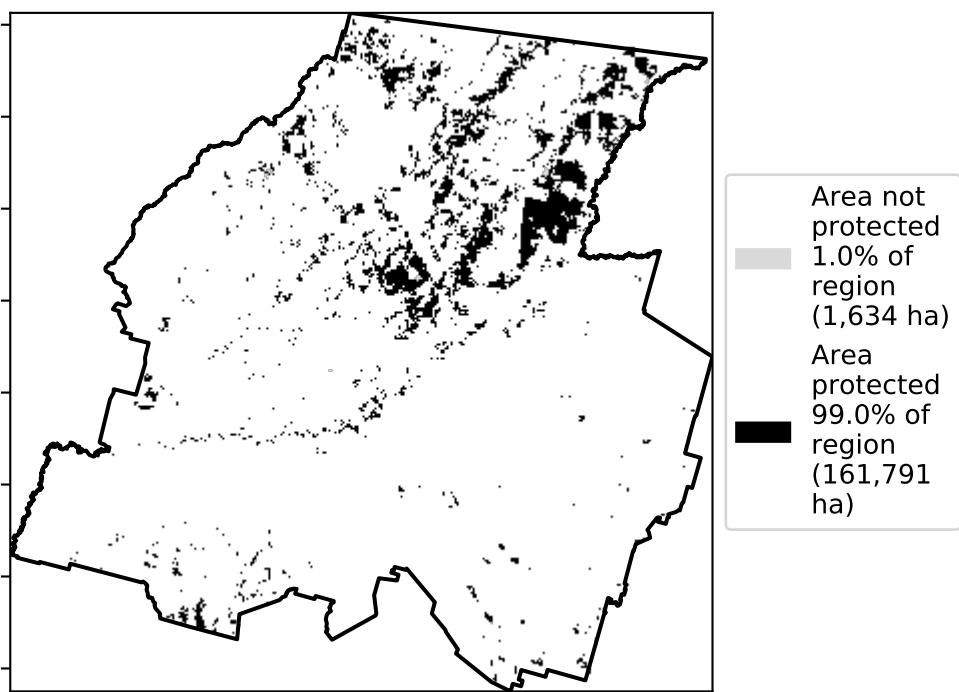 Area not
protected
1.0% of
region
(1,634 ha)
Area
protected
99.0% of
region
(161,791
ha)